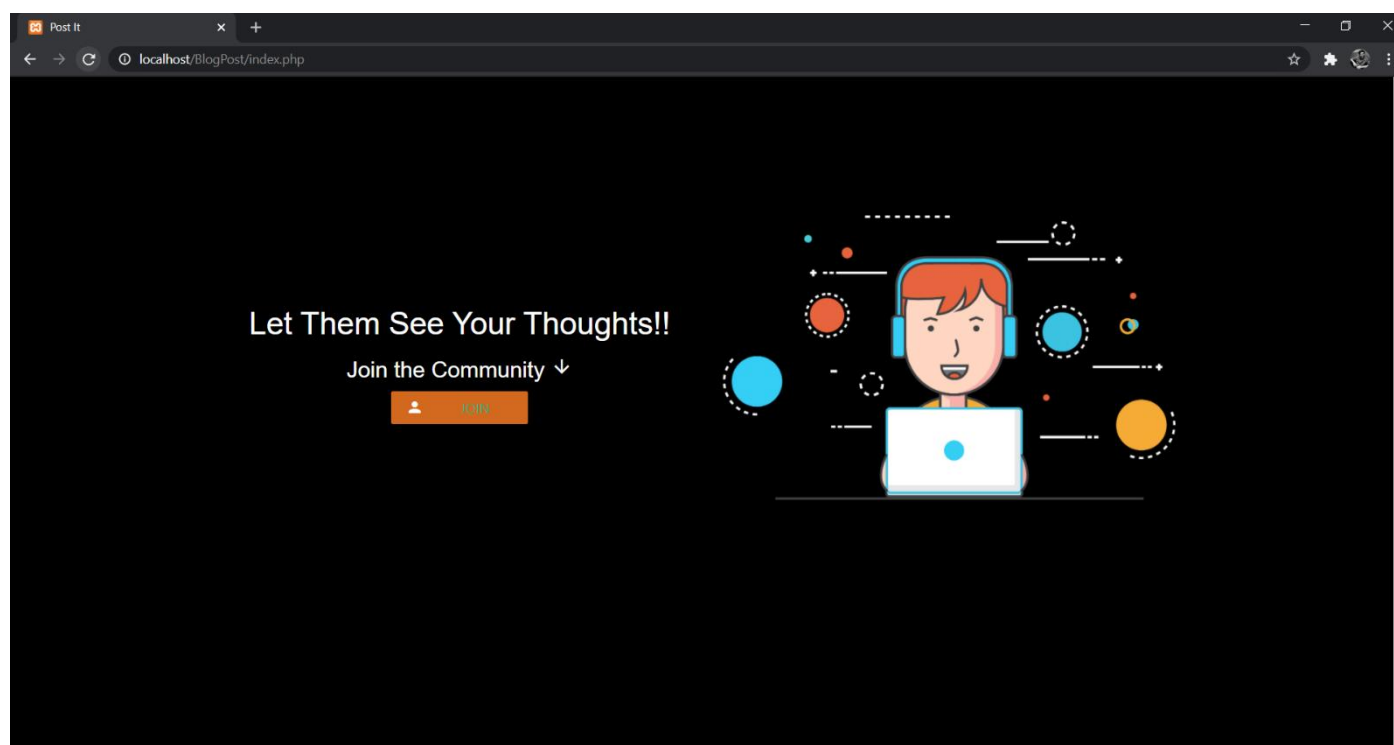 Post It
localhost/BlogPost/index.php
Let Them See Your Thoughts!!
Join the Community ↓
JOIN